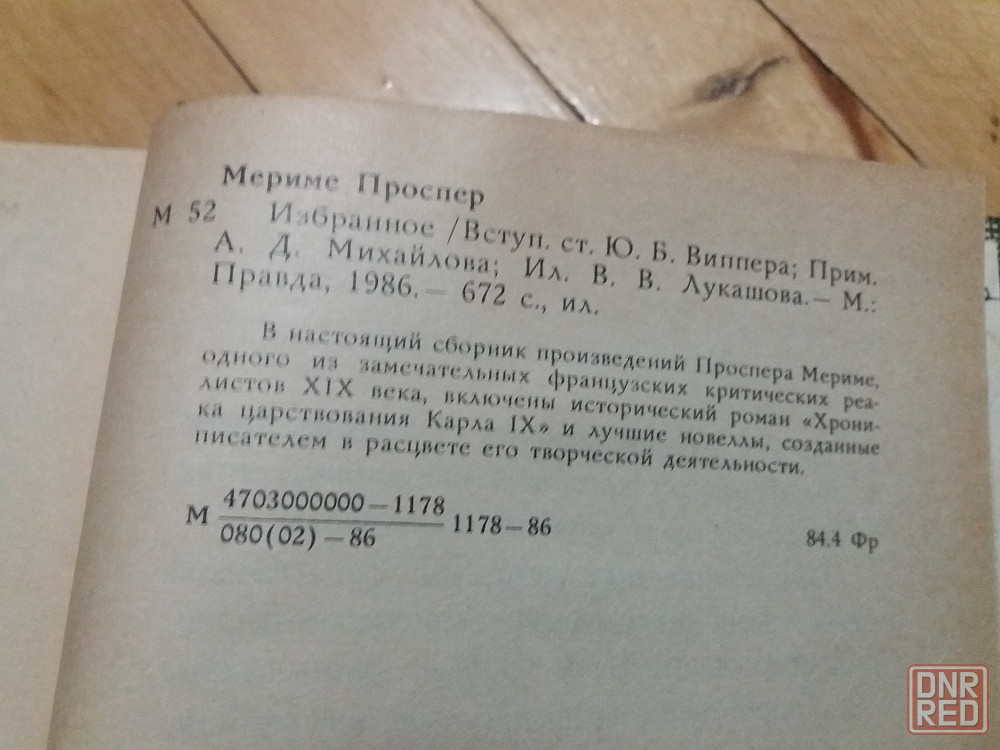 Мериме Проспер
М 52 Избранное /Вступ. ст. Ю. Б. Виппера; Прим.
А. Д. Михайлова; Ил. В. В. Лукашова.— М.:
Правда, 1986.— 672 с., ил.
В настоящий сборник произведений Проспера Мериме,
одного из замечательных французских критических реа-
листов XIX века, включены исторический роман «Хрони-
ка царствования Карла IX» и лучшие новеллы, созданные
писателем в расцвете его творческой деятельности.
4703000000—1178
М 1178—86
080(02)—86
84.4 Фр
DNR
RED